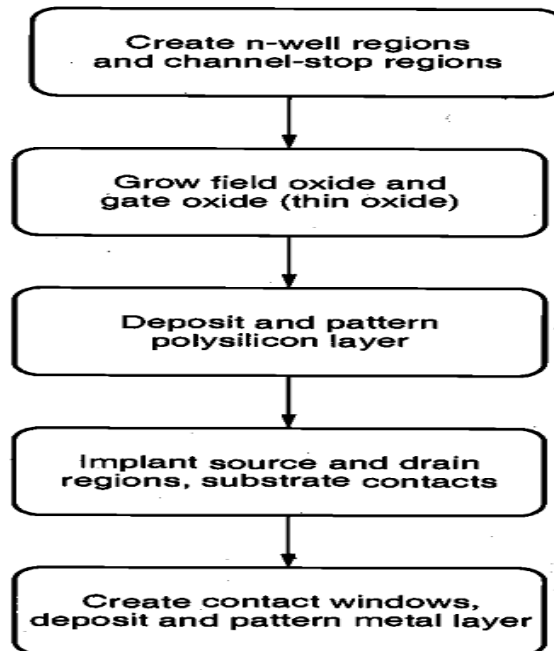 Create n-well regions
and channel-stop regions
Grow field oxide and
gate oxide (thin oxide)
Deposit and pattern
polysilicon layer
Implant source and drain
regions, substrate contacts
Create contact windows,
deposit and pattern metal layer